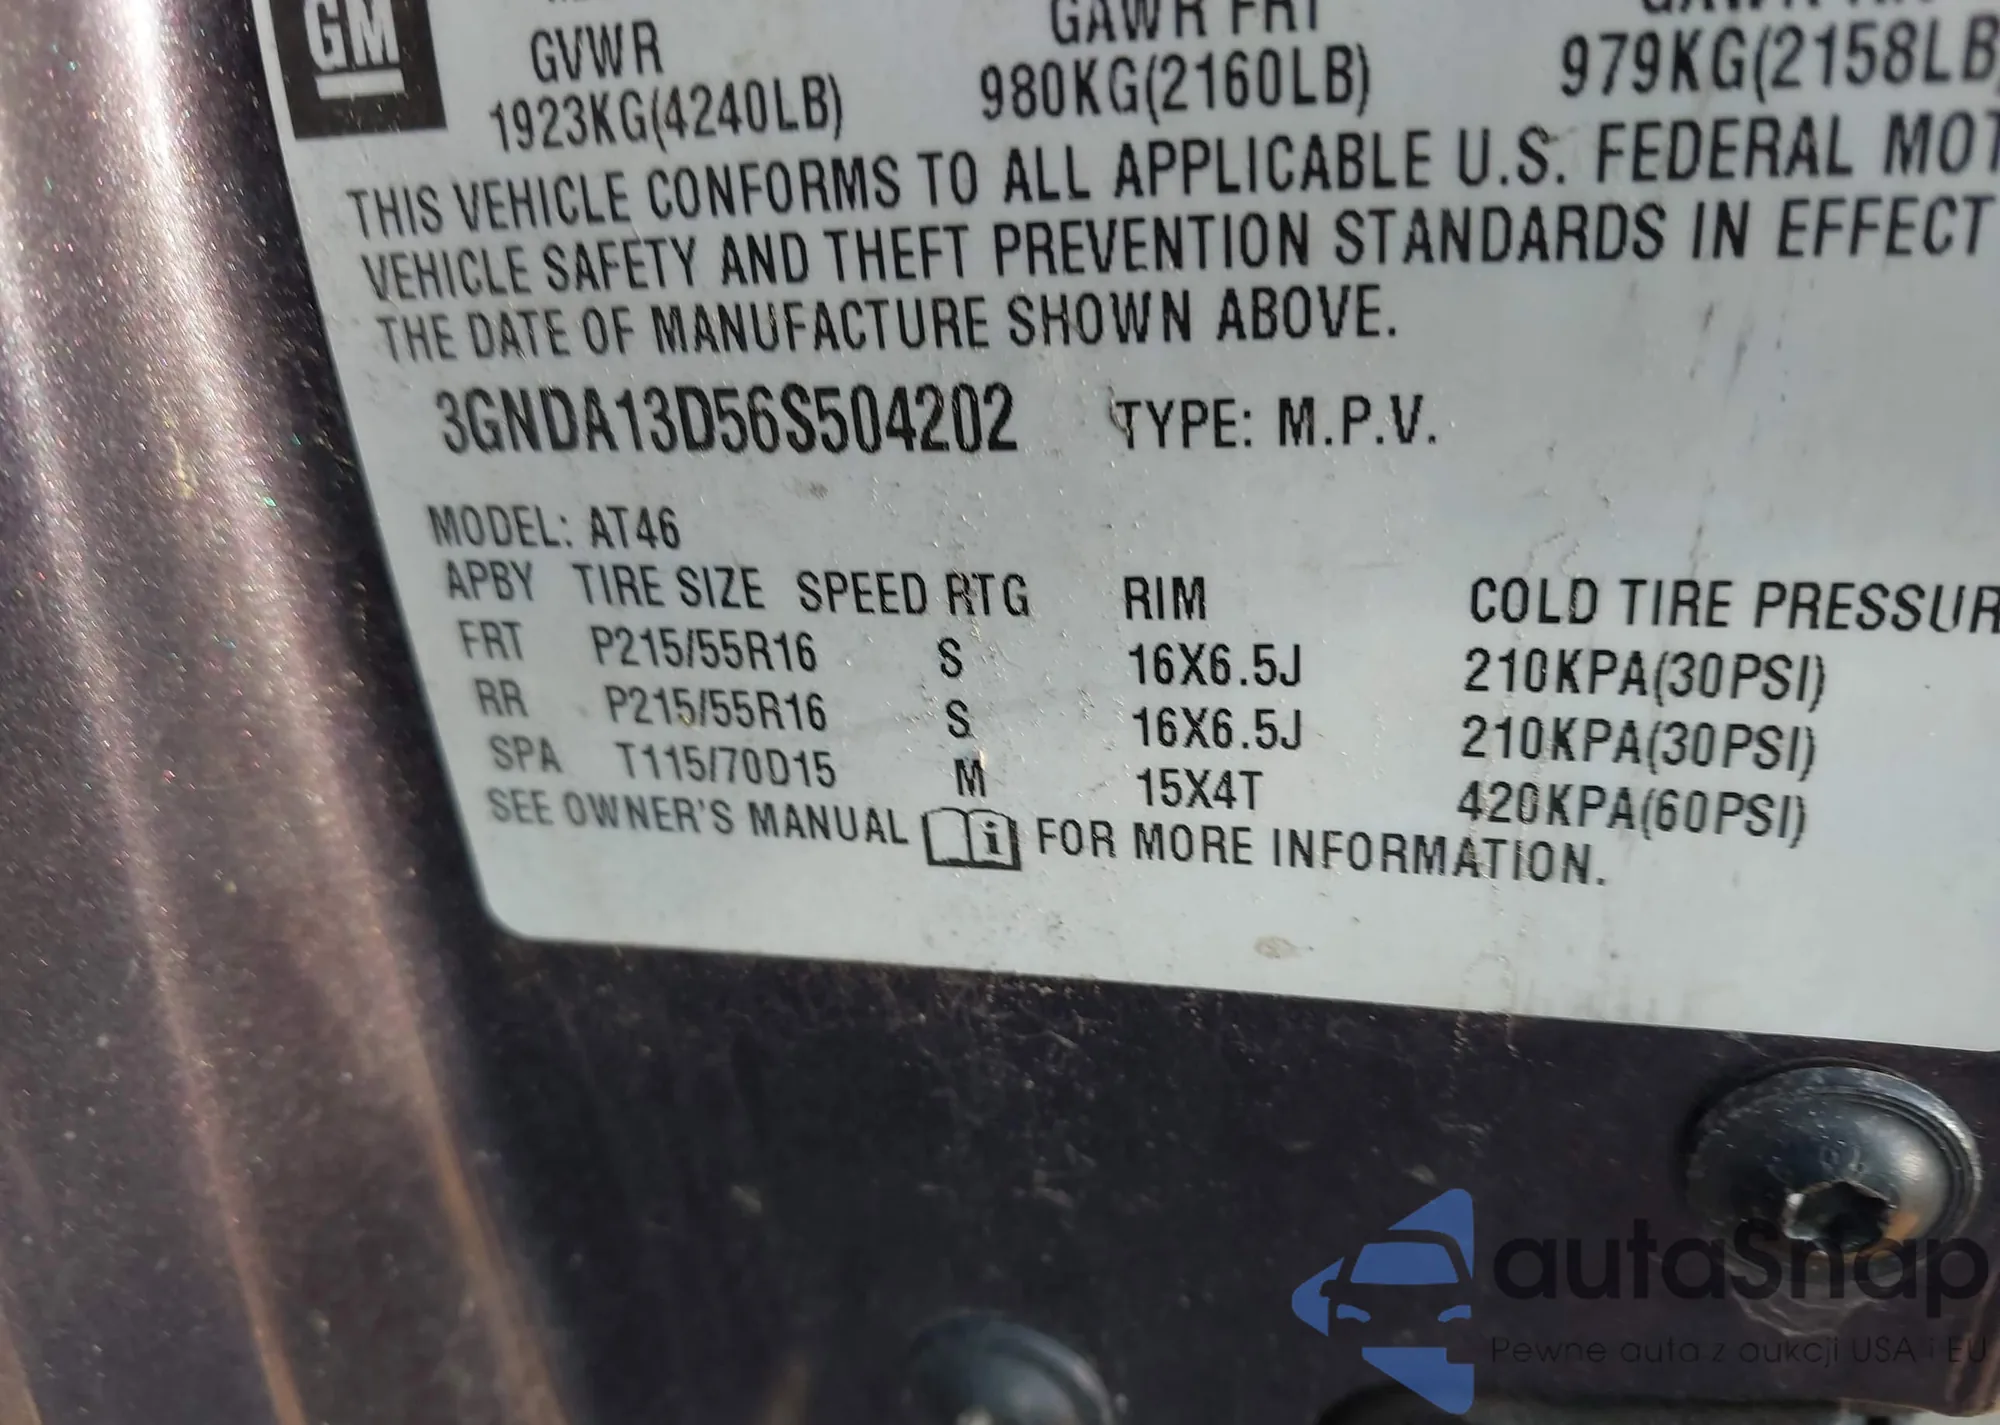 GM
GVWR GAWR FRT
1923KG(4240LB) 980KG(2160LB) 979KG(2158LB)
THIS VEHICLE CONFORMS TO ALL APPLICABLE U.S. FEDERAL MOT
VEHICLE SAFETY AND THEFT PREVENTION STANDARDS IN EFFECT
THE DATE OF MANUFACTURE SHOWN ABOVE.
3GNDA13D56S504202 TYPE: M.P.V.
MODEL: AT46
APBY TIRE SIZE SPEED RTG RIM COLD TIRE PRESSUR
FRT P215/55R16 S 16X6.5J 210KPA(30PSI)
RR P215/55R16 S 16X6.5J 210KPA(30PSI)
SPA T115/70D15 M 15X4T 420KPA(60PSI)
SEE OWNER'S MANUAL i FOR MORE INFORMATION.
autaSnap
Pewne auta z aukcji USA i EU